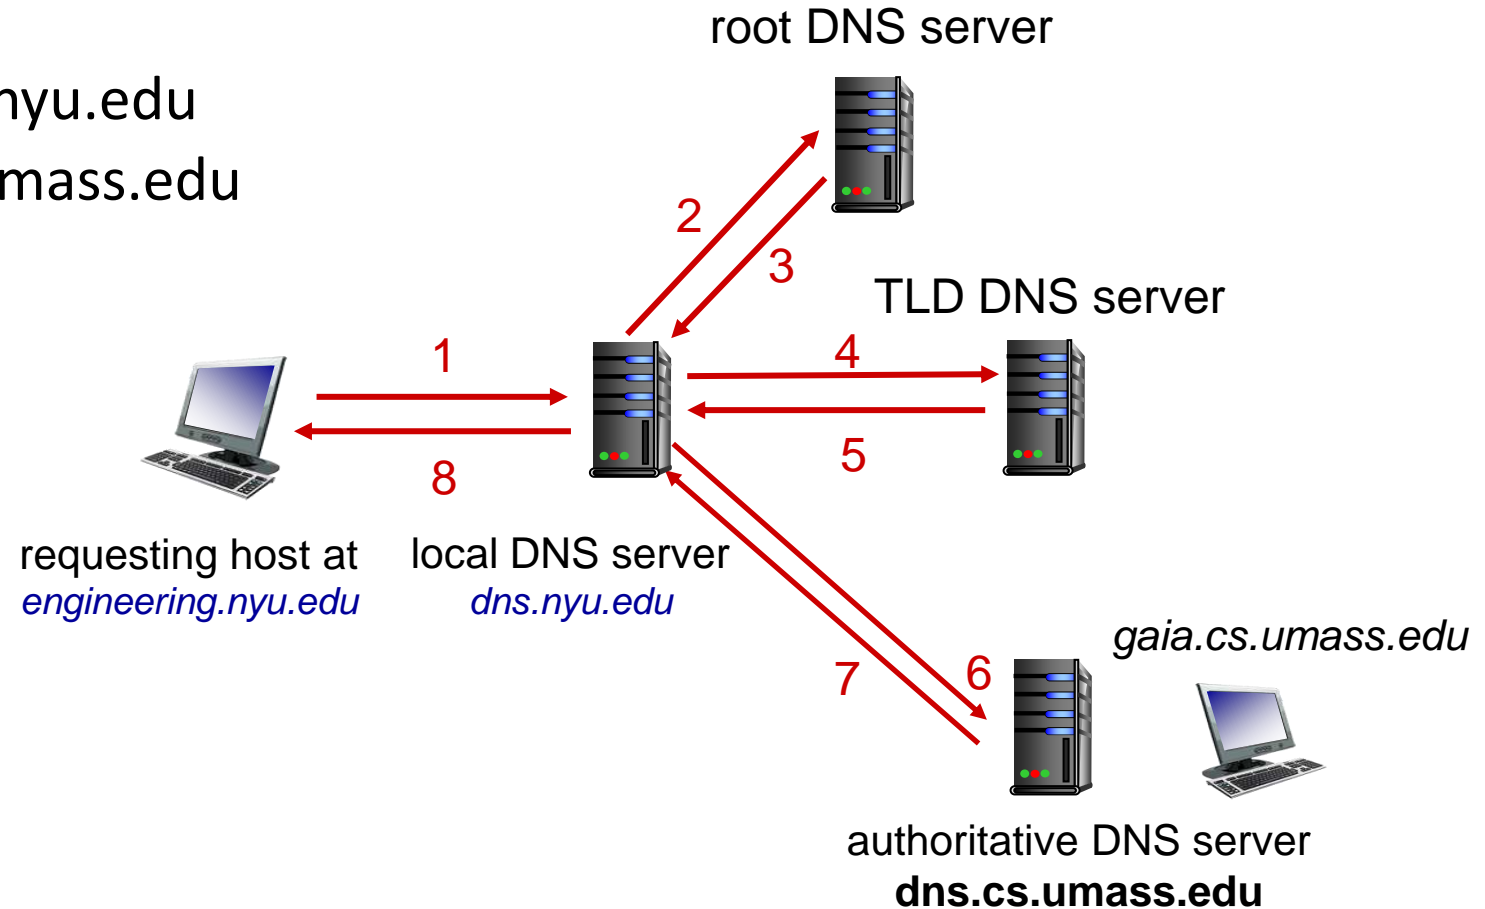 root DNS server
nyu.edu
mass.edu
2
3
TLD DNS server
1
4
8
5
requesting host at
engineering.nyu.edu
local DNS server
dns.nyu.edu
gaia.cs.umass.edu
7
6
authoritative DNS server
dns.cs.umass.edu